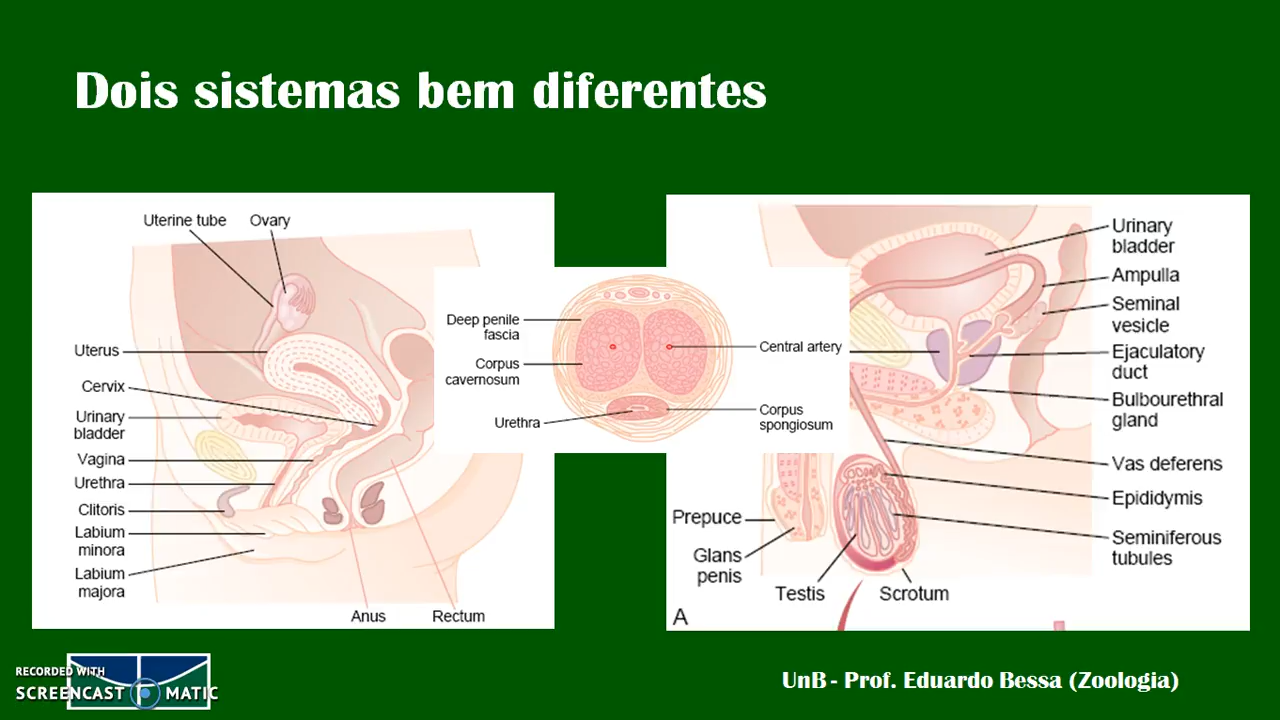 Dois sistemas bem diferentes
Uterine tube
Ovary
Uterus
Cervix
Urinary
bladder
Vagina
Urethra
Clitoris
Labium
minora
Labium
majora
Anus
Rectum
Deep penile
fascia
Corpus
cavernosum
Urethra
Central artery
Corpus
spongiosum
Urinary
bladder
Ampulla
Seminal
vesicle
Ejaculatory
duct
Bulbourethral
gland
Vas deferens
Epididymis
Seminiferous
tubules
Prepuce
Glans
penis
Testis
Scrotum
A
RECORDED WITH
SCREENCAST MATIC
UnB - Prof. Eduardo Bessa (Zoologia)